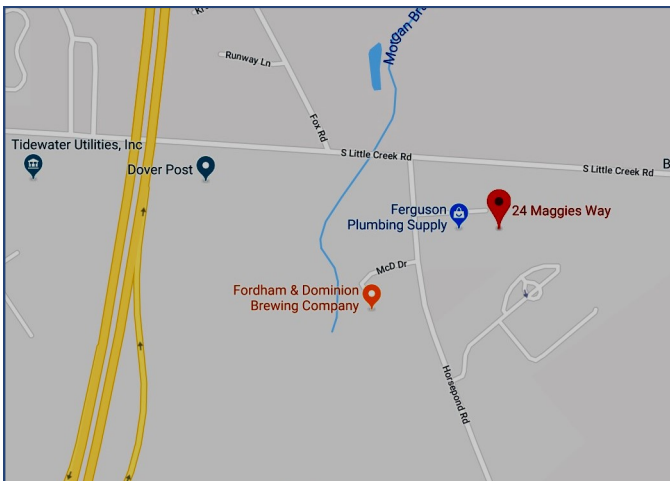 Runway Ln
Morgan Br
Fox Rd
Tidewater Utilities, Inc
Dover Post
S Little Creek Rd
S Little Creek Rd
B
Ferguson
Plumbing Supply
24 Maggies Way
McD Dr
Fordham & Dominion
Brewing Company
Horsepond Rd